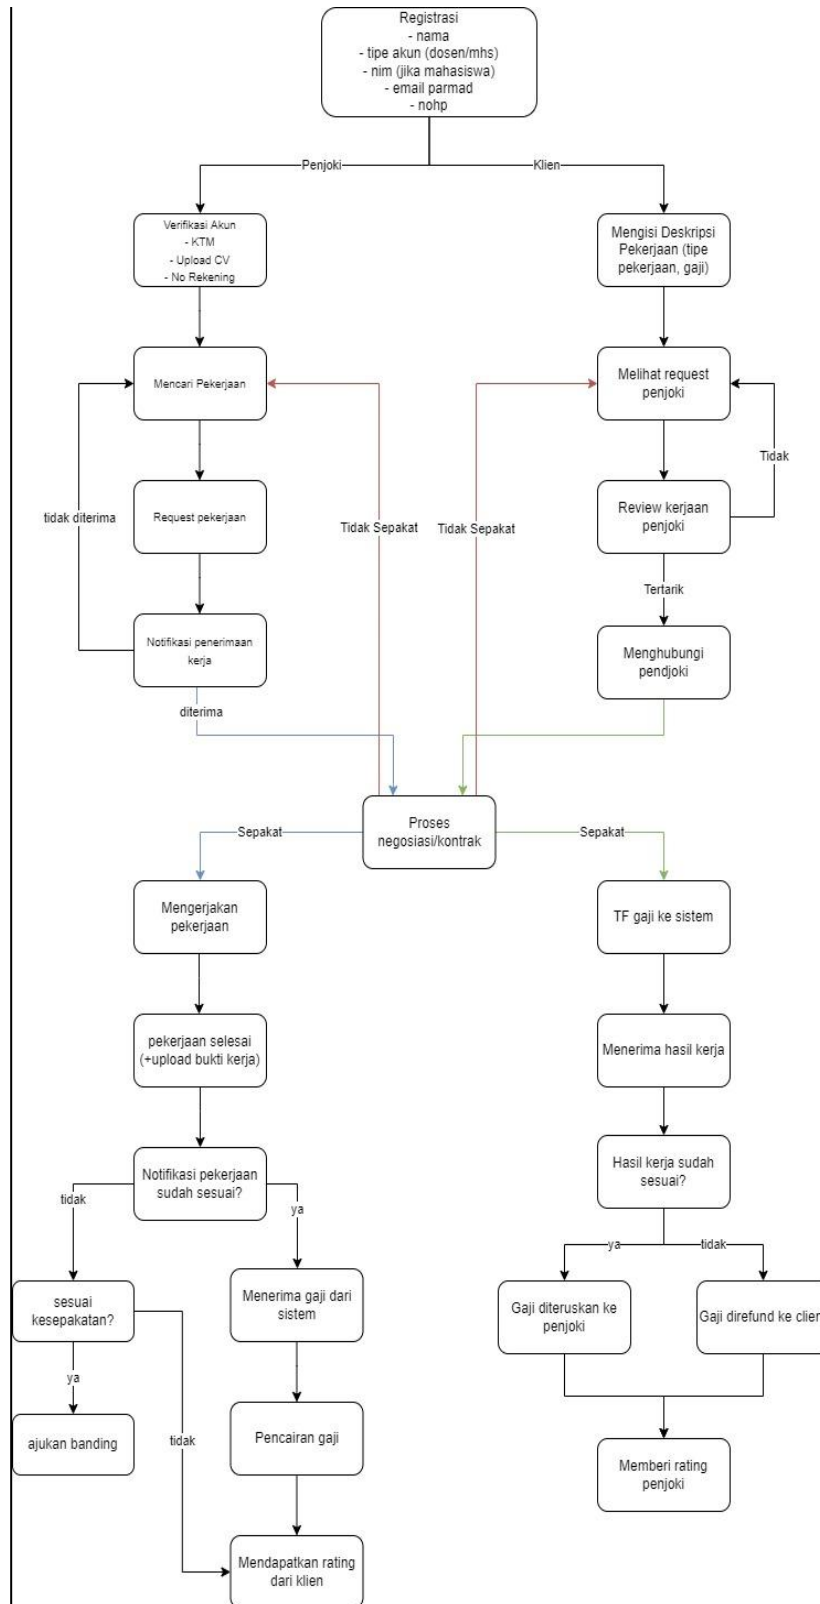 Registrasi
- nama
- tipe akun (dosen/mhs)
- nim (jika mahasiswa)
- email parmad
- nohp
Penjoki
Klien
Verifikasi Akun
- KTM
- Upload CV
- No Rekening
Mengisi Deskripsi
Pekerjaan (tipe
pekerjaan, gaji)
Mencari Pekerjaan
Melihat request
penjoki
Tidak
tidak diterima
Request pekerjaan
Tidak Sepakat
Tidak Sepakat
Review kerjaan
penjoki
Tertarik
Notifikasi penerimaan
kerja
Menghubungi
pendjoki
diterima
Proses
negosiasi/kontrak
Sepakat
Sepakat
Mengerjakan
pekerjaan
TF gaji ke sistem
pekerjaan selesai
(+upload bukti kerja)
Menerima hasil kerja
Notifikasi pekerjaan
sudah sesuai?
Hasil kerja sudah
sesuai?
tidak
ya
ya
tidak
sesuai
kesepakatan?
Menerima gaji dari
sistem
Gaji diteruskan ke
penjoki
Gaji direfund ke clien
ya
tidak
ajukan banding
Pencairan gaji
Memberi rating
penjoki
Mendapatkan rating
dari klien